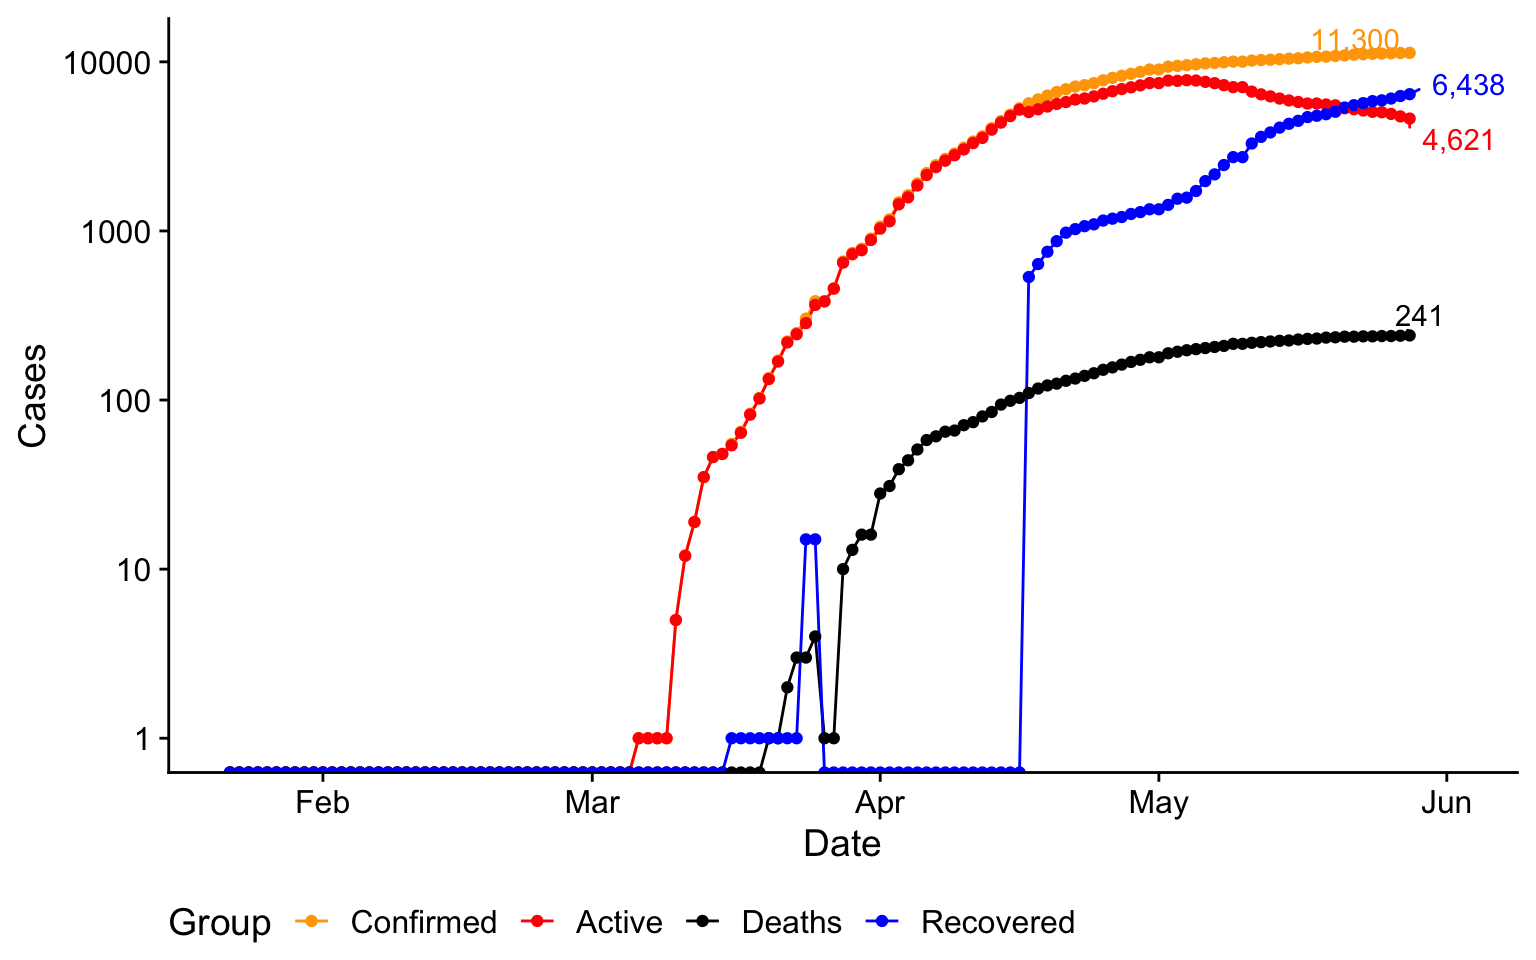 11,300
10000
6,438
4,621
1000
241
100
10
1
Cases
Feb Mar Apr May Jun
Date
Group Confirmed Active Deaths Recovered